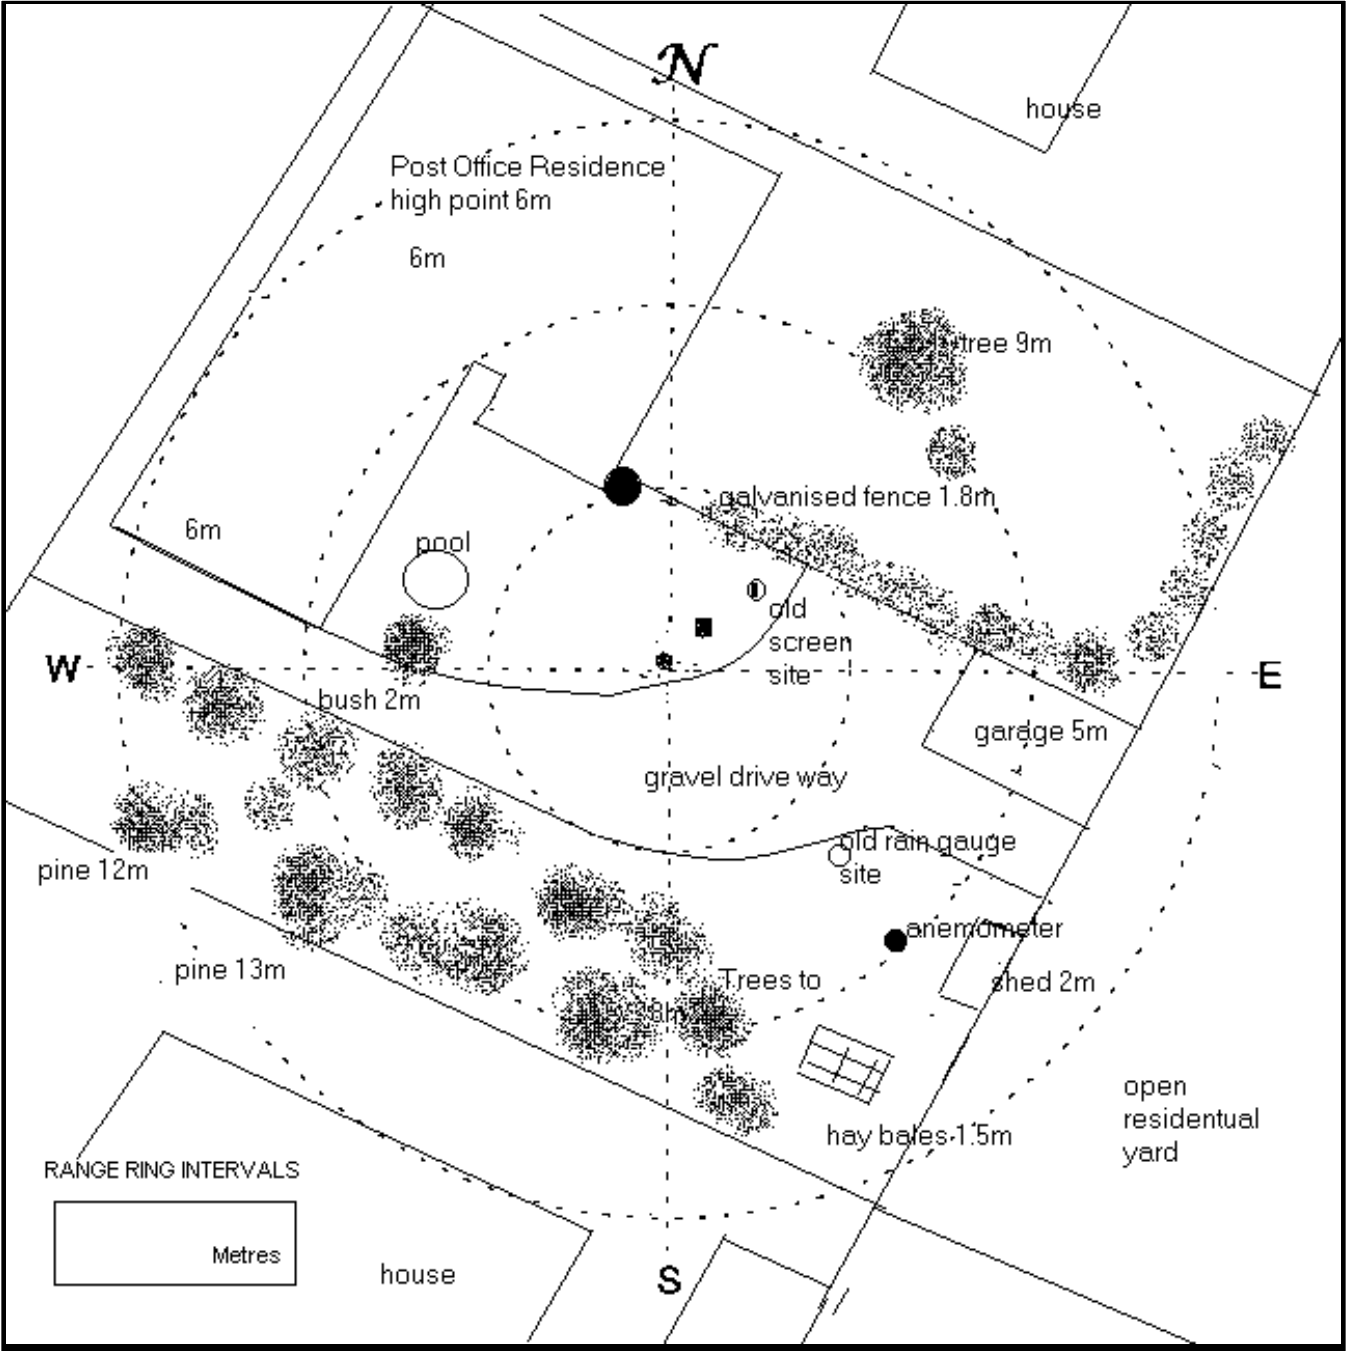 N
house
Post Office Residence
high point 6m
6m
tree 9m
galvanised fence 1.8m
6m
pool
old
screen
site
W
E
bush 2m
garage 5m
gravel drive way
old rain gauge
site
pine 12m
anemometer
pine 13m
Trees to
shed 2m
open
residentual
yard
hay bales 1.5m
RANGE RING INTERVALS
Metres
house
S